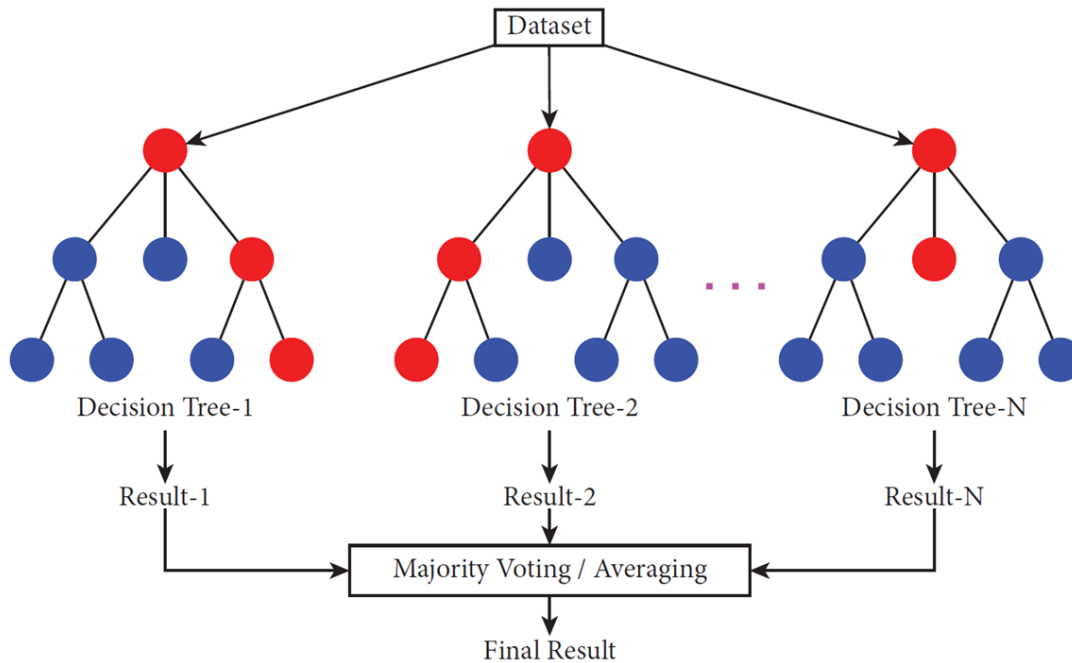 Dataset
Decision Tree-1
Decision Tree-2
Decision Tree-N
Result-1
Result-2
Result-N
Majority Voting / Averaging
Final Result